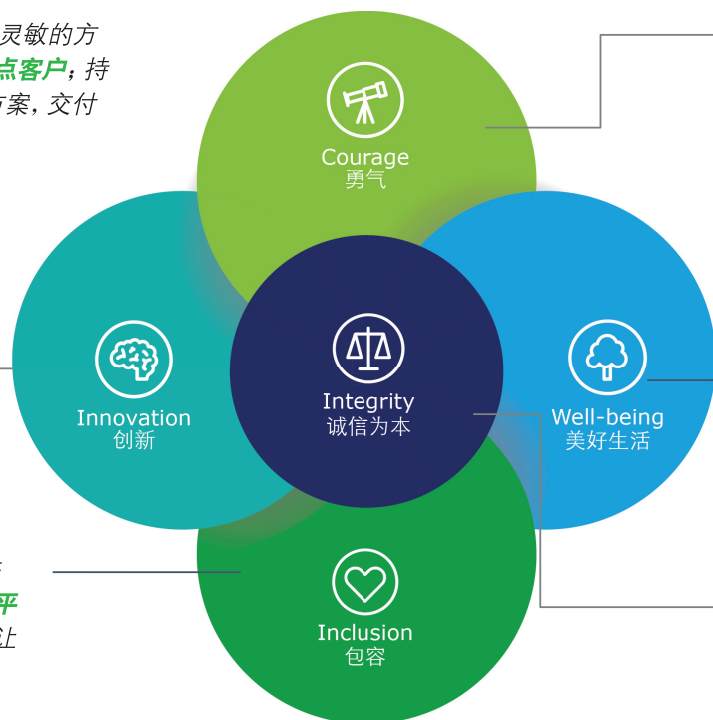 灵敏的方
点客户; 持
方案, 交付
Courage
勇气
Innovation
创新
Integrity
诚信为本
Well-being
美好生活
平
让
Inclusion
包容